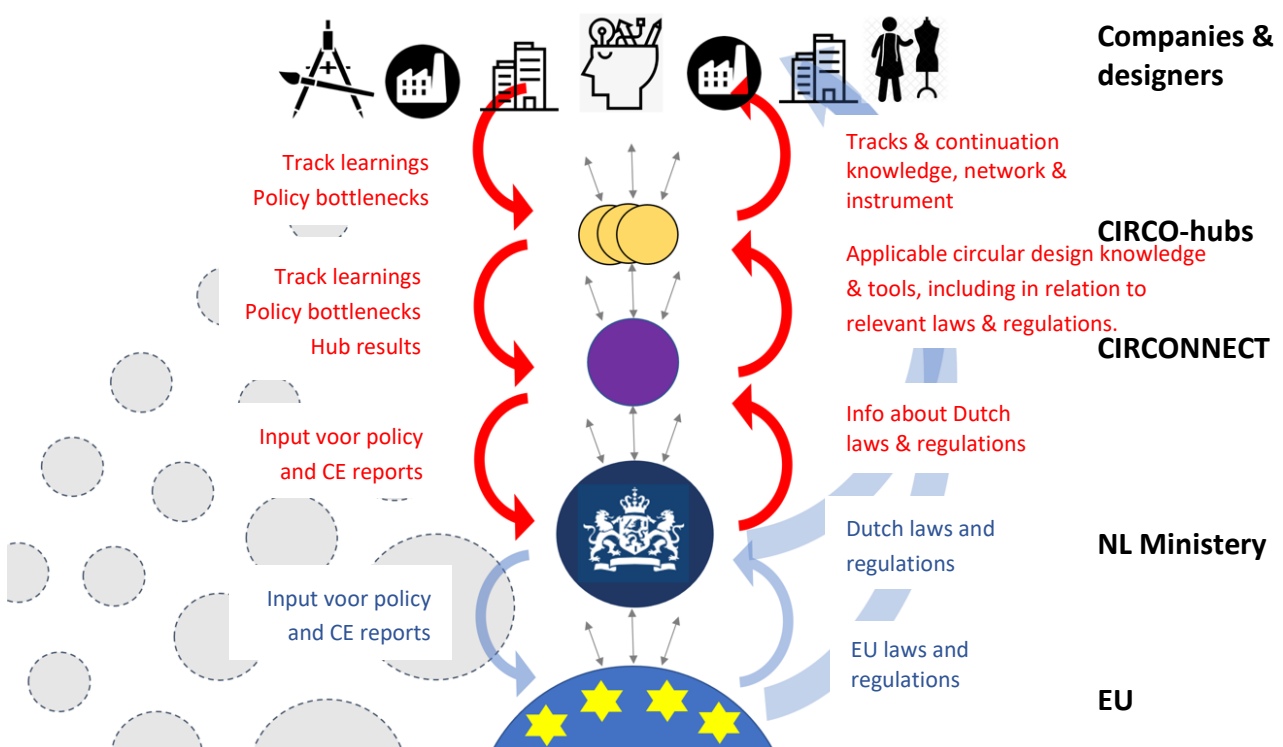 Companies &
designers
Track learnings
Policy bottlenecks
Tracks & continuation
knowledge, network &
instrument
CIRCO-hubs
Track learnings
Policy bottlenecks
Hub results
Applicable circular design knowledge
& tools, including in relation to
relevant laws & regulations.
CIRCONNECT
Input voor policy
and CE reports
Info about Dutch
laws & regulations
Dutch laws and
regulations
NL Ministery
Input voor policy
and CE reports
EU laws and
regulations
EU